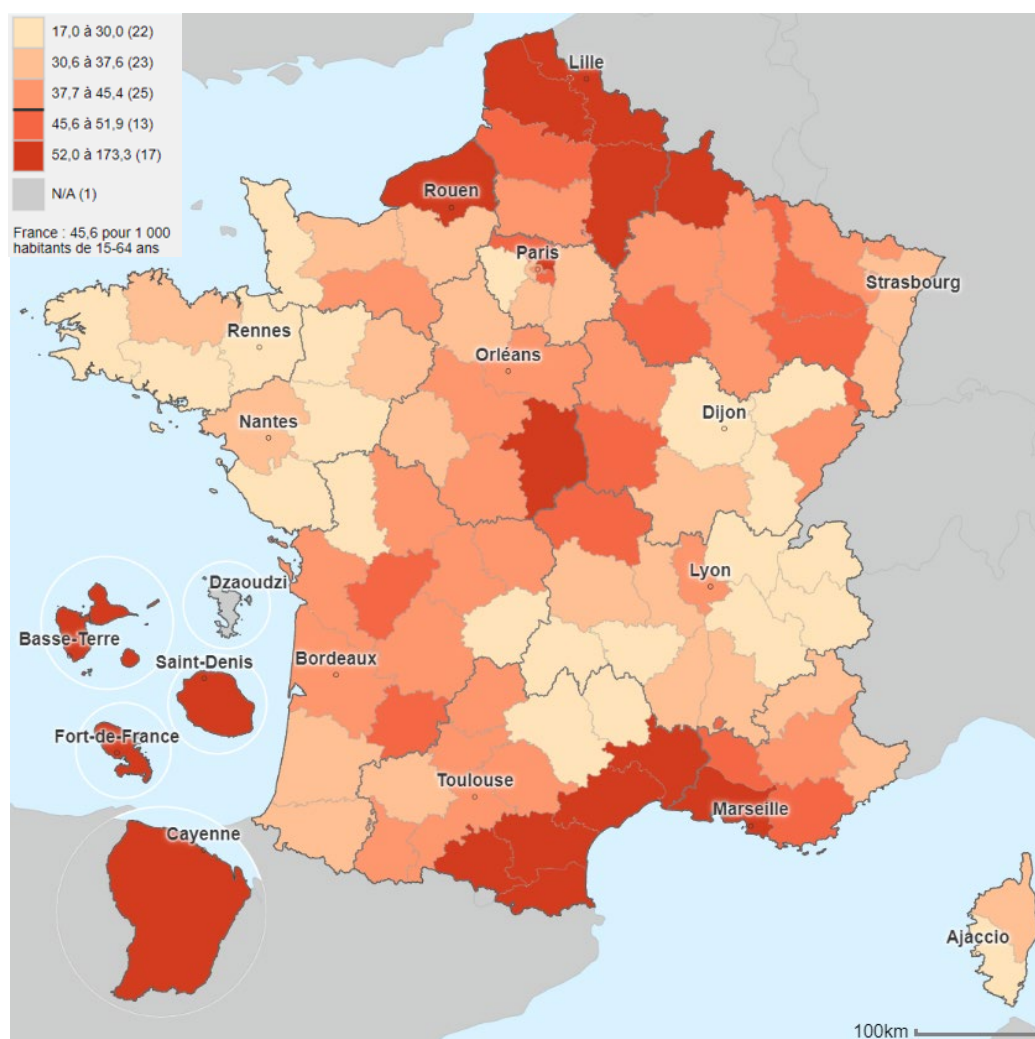 17,0 à 30,0 (22)
30,6 à 37,6 (23)
37,7 à 45,4 (25)
45,6 à 51,9 (13)
52,0 à 173,3 (17)
N/A (1)
France : 45,6 pour 1 000
habitants de 15-64 ans
Lille
Rouen
Paris
Strasbourg
Rennes
Orléans
Dijon
Nantes
Lyon
Dzaoudzi
Basse-Terre
Saint-Denis
Bordeaux
Fort-de-France
Toulouse
Marseille
Cayenne
Ajaccio
100km